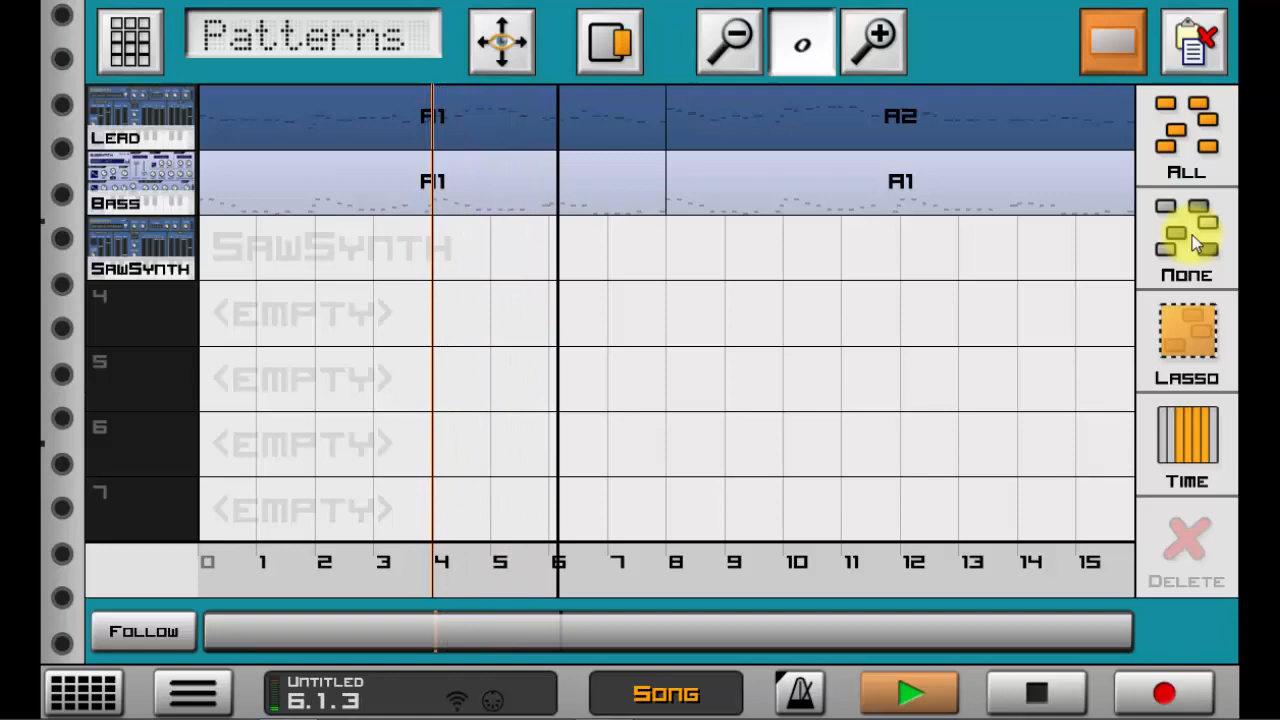 Patterns
o
LEAD
A1
A2
ALL
BASS
A1
A1
SAWSYNTH
SAWSYNTH
NONE
4
<EMPTY>
5
<EMPTY>
LASSO
6
<EMPTY>
7
<EMPTY>
TIME
0 1 2 3 4 5 6 7 8 9 10 11 12 13 14 15
DELETE
FOLLOW
UNTITLED
6.1.3
SONG